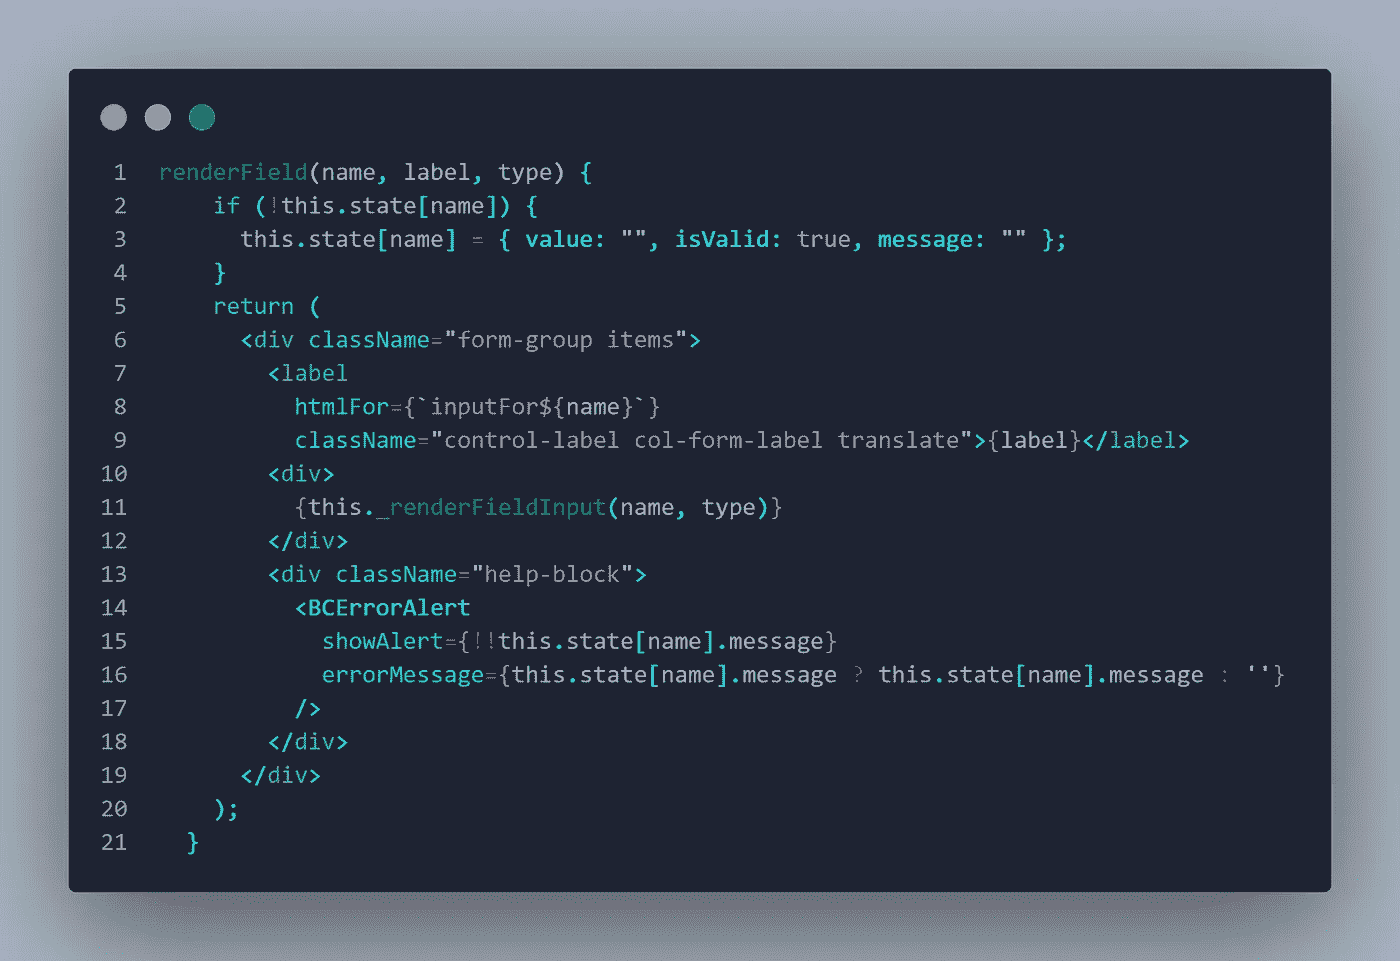 1 renderField(name, label, type) {
2 if (!this.state[name]) {
3 this.state[name] = { value: "", isValid: true, message: "" };
4 }
5 return (
6 <div className="form-group items">
7 <label
8 htmlFor={`inputFor${name}`}
9 className="control-label col-form-label translate">{label}</label>
10 <div>
11 {this._renderFieldInput(name, type)}
12 </div>
13 <div className="help-block">
14 <BCErrorAlert
15 showAlert={!!this.state[name].message}
16 errorMessage={this.state[name].message ? this.state[name].message : ''}
17 />
18 </div>
19 </div>
20 );
21 }